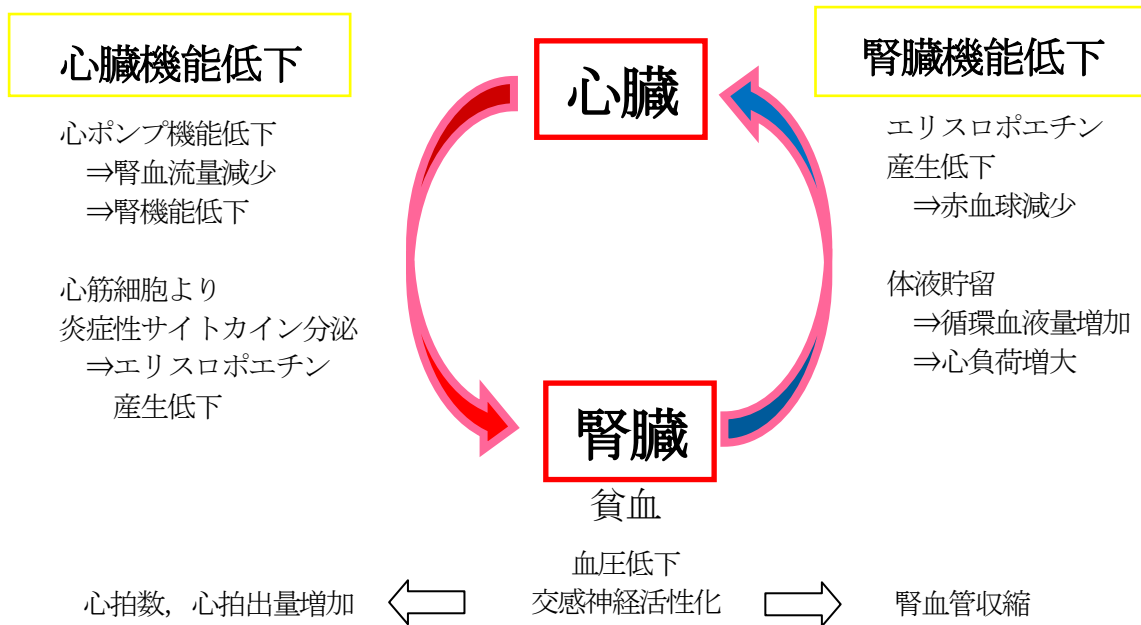 心臓機能低下
心ポンプ機能低下
⇒腎血流量減少
⇒腎機能低下
心筋細胞より
炎症性サイトカイン分泌
⇒エリスロポエチン
産生低下
心臓
腎臓
貧血
腎臓機能低下
エリスロポエチン
産生低下
⇒赤血球減少
体液貯留
⇒循環血液量増加
⇒心負荷増大
血圧低下
交感神経活性化
心拍数，心拍出量増加
腎血管収縮